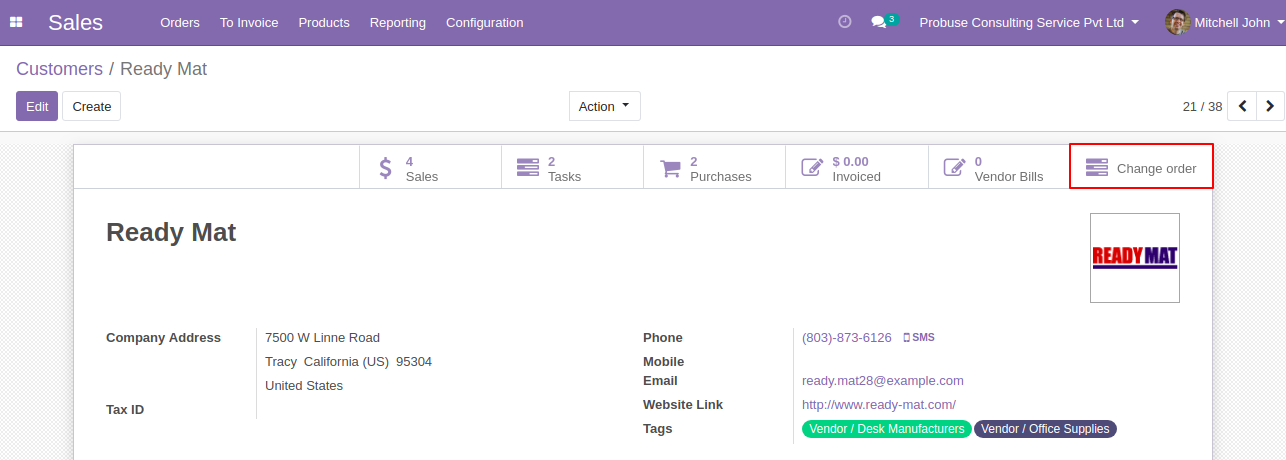 Sales Orders To Invoice Products Reporting Configuration 3 Probuse Consulting Service Pvt Ltd Mitchell John
Customers / Ready Mat
Edit Create Action 21 / 38
4 Sales
2 Tasks
2 Purchases
$ 0.00 Invoiced
0 Vendor Bills
Change order
Ready Mat
READYMAT
Company Address 7500 W Linne Road
Tracy California (US) 95304
United States
Tax ID
Phone (803)-873-6126 SMS
Mobile
Email ready.mat28@example.com
Website Link http://www.ready-mat.com/
Tags Vendor / Desk Manufacturers Vendor / Office Supplies